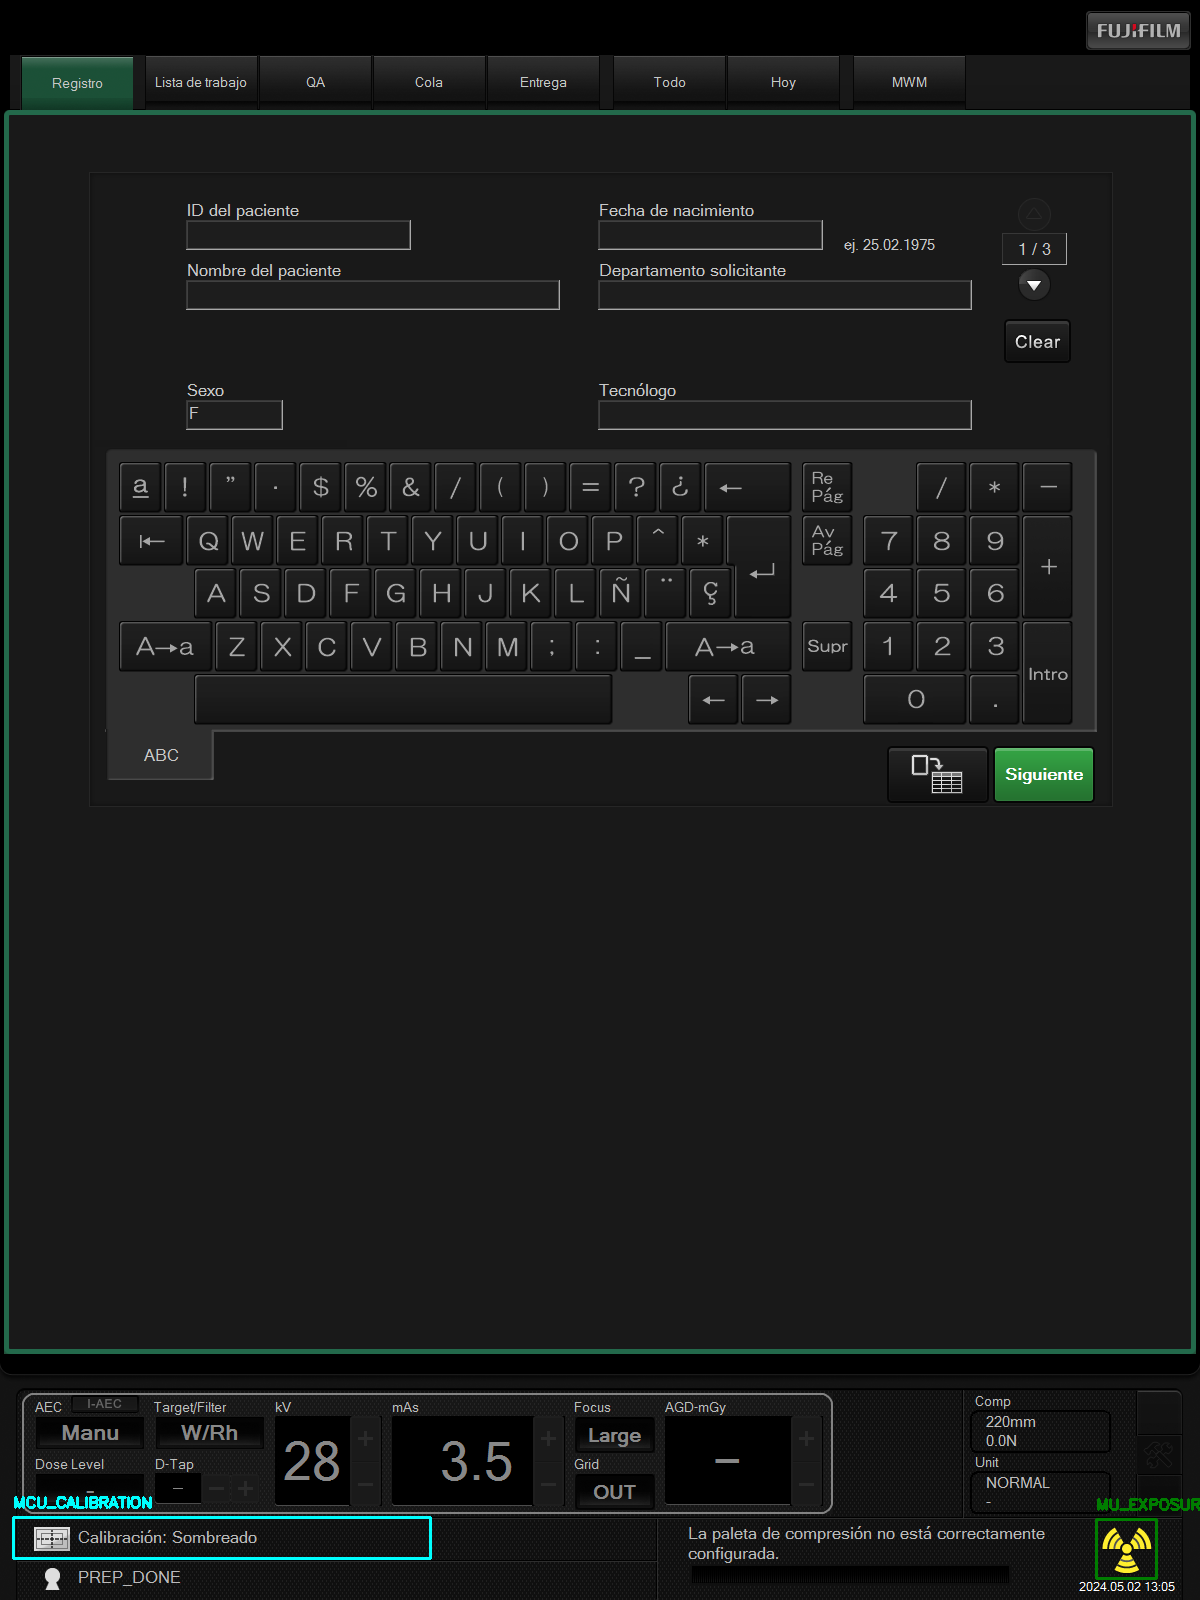 FUJIFILM
Registro Lista de trabajo QA Cola Entrega Todo Hoy MWM
ID del paciente Fecha de nacimiento
ej. 25.02.1975 1 / 3
Nombre del paciente Departamento solicitante
Clear
Sexo Tecnólogo
F
a ! ” · $ % & / ( ) = ? ¿ ← Re Pág / * −
⇤ Q W E R T Y U I O P ^ * Av Pág 7 8 9 +
A S D F G H J K L Ñ ¨ ç ↵ 4 5 6
A→a Z X C V B N M ; : _ A→a Supr 1 2 3 Intro
← → 0 .
ABC
Siguiente
AEC I-AEC Target/Filter kV mAs Focus AGD-mGy Comp
Manu W/Rh 28 3.5 Large − 220mm
0.0N
Dose Level D-Tap Grid Unit
- − − + OUT NORMAL
-
MCU_CALIBRATION MU_EXPOSUR
Calibración: Sombreado La paleta de compresión no está correctamente
configurada.
PREP_DONE 2024.05.02 13:05